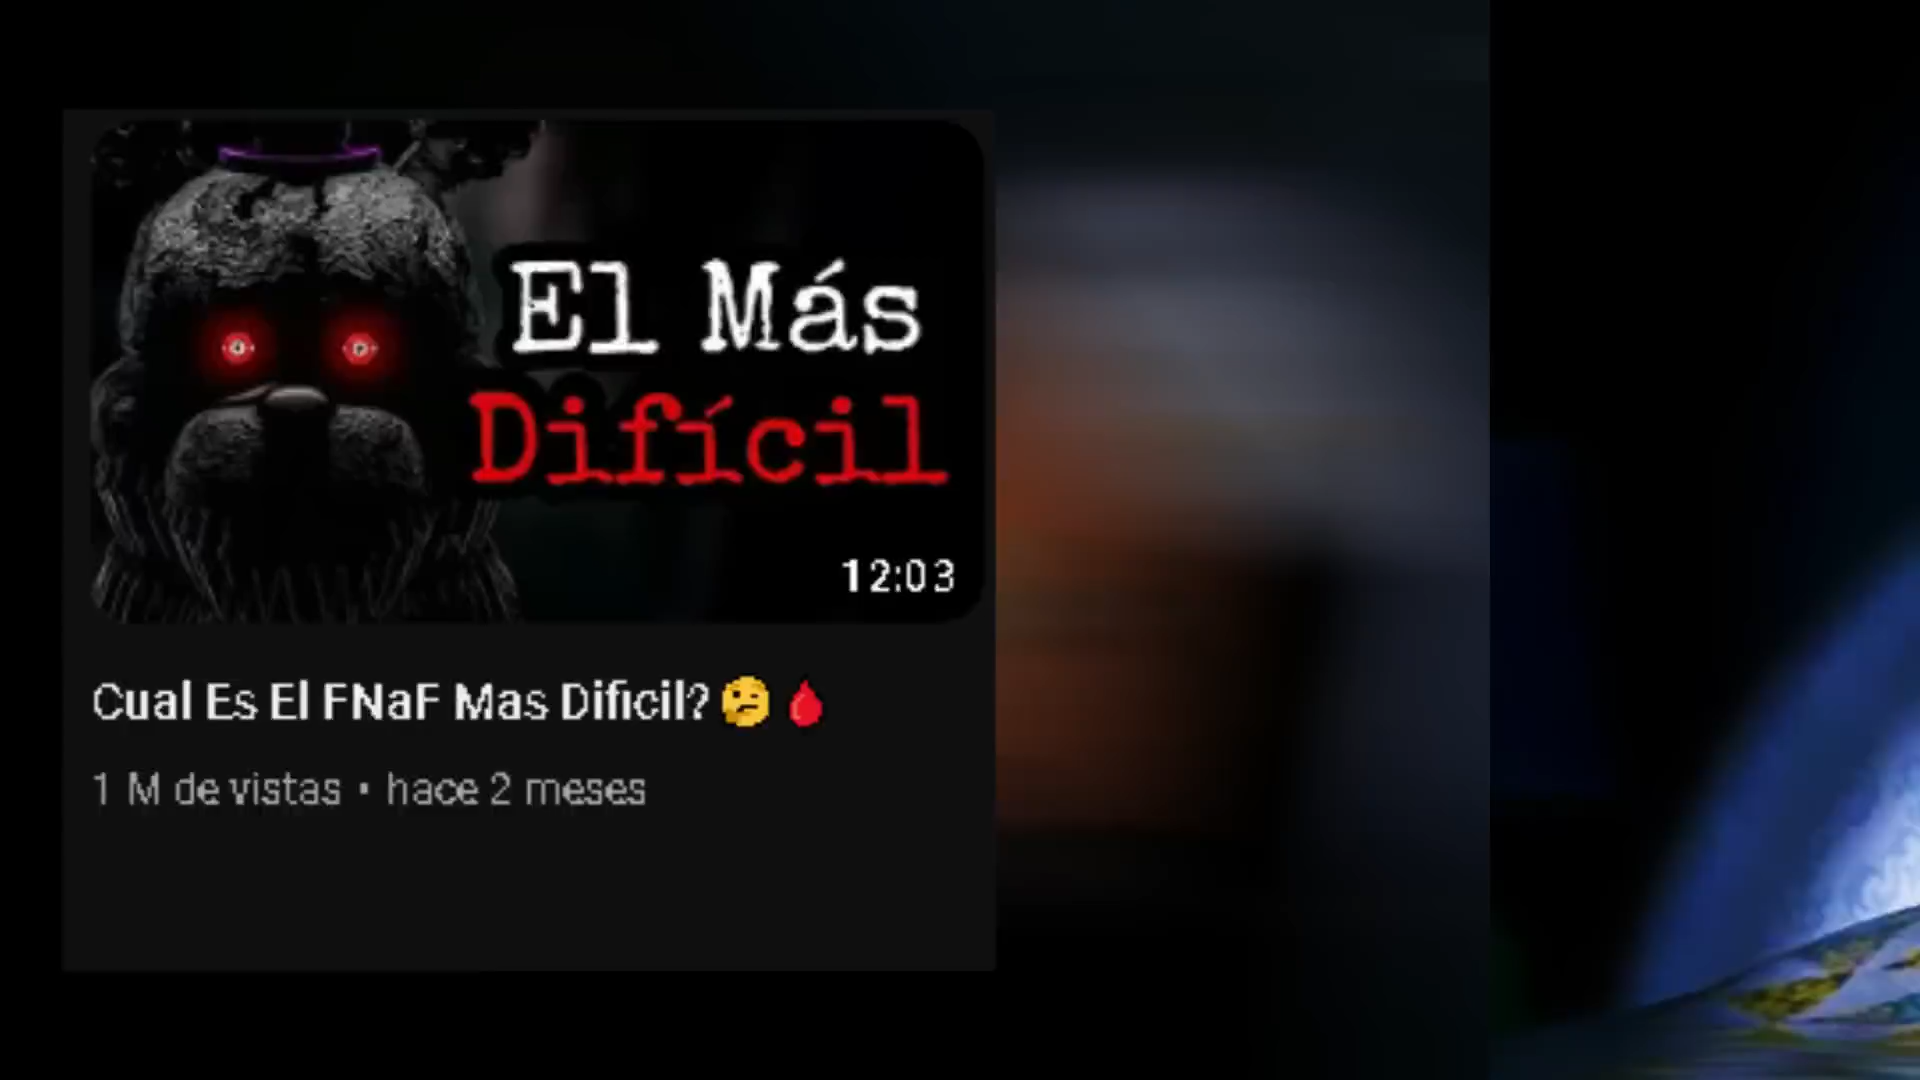 El Más
Difícil
12:03
Cual Es El FNaF Mas Dificil?🤔🩸
1 M de vistas • hace 2 meses